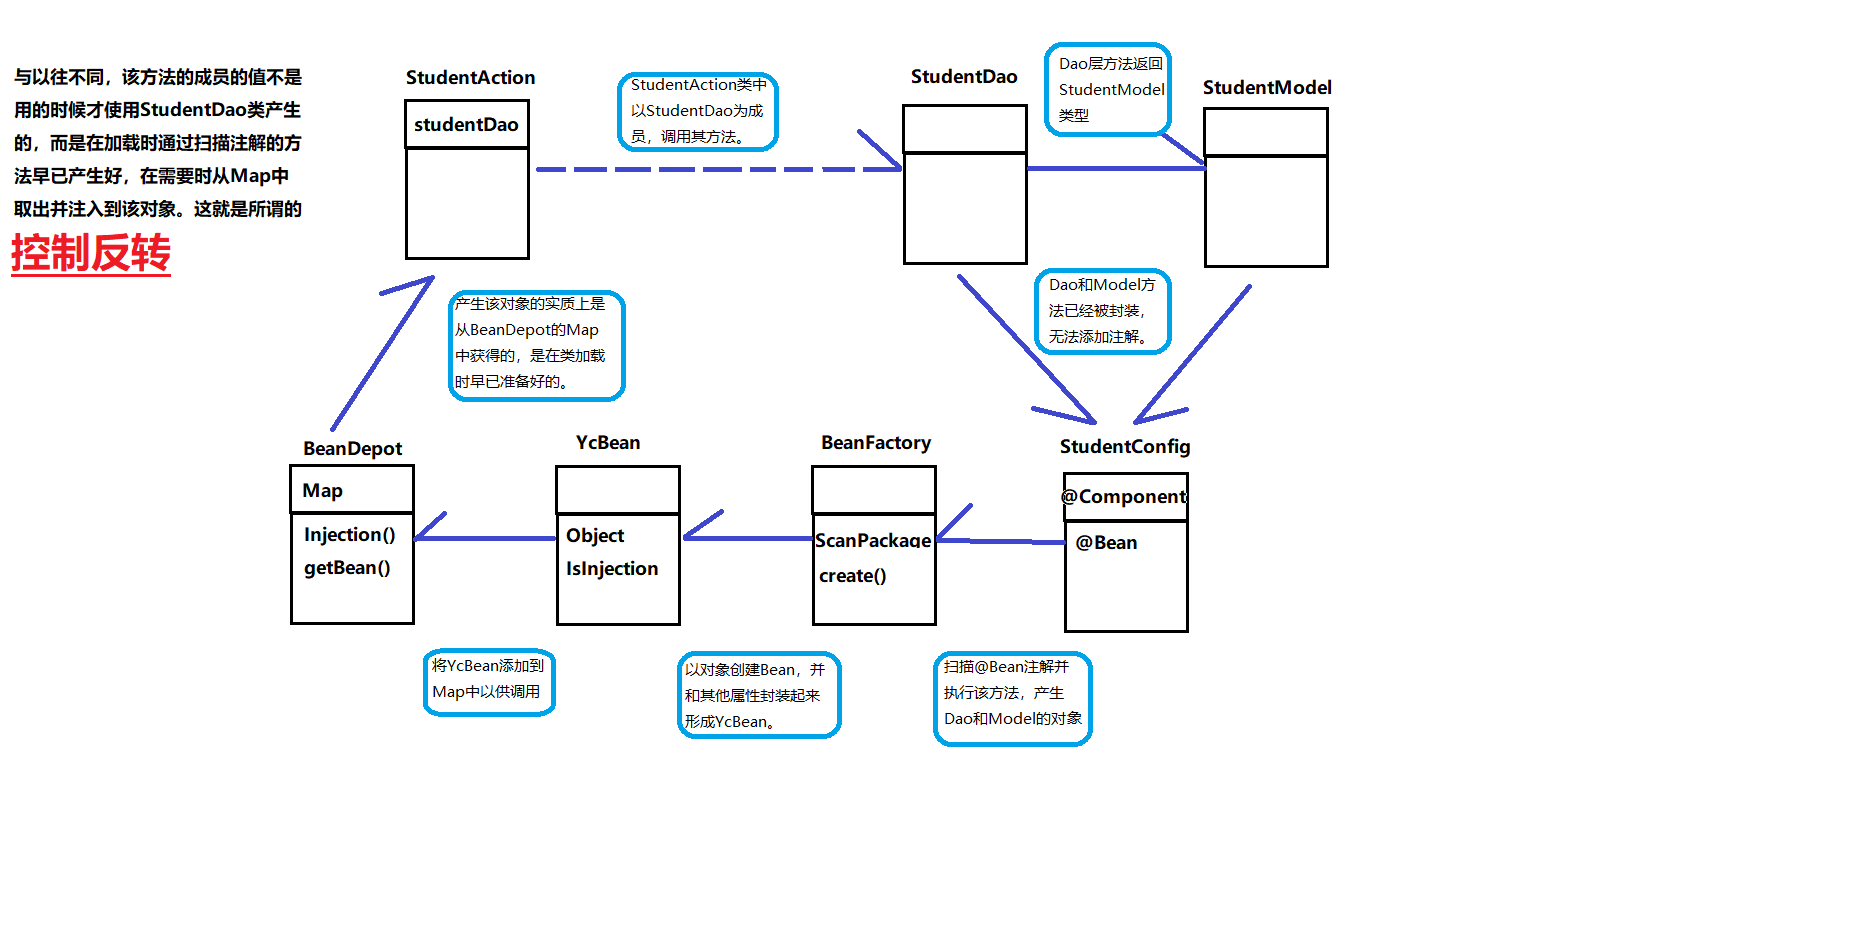 与以往不同，该方法的成员的值不是
用的时候才使用StudentDao类产生
的，而是在加载时通过扫描注解的方
法早已产生好，在需要时从Map中
取出并注入到该对象。这就是所谓的
控制反转
StudentAction
studentDao
StudentAction类中
以StudentDao为成
员，调用其方法。
StudentDao
Dao层方法返回
StudentModel
类型
StudentModel
产生该对象的实质上是
从BeanDepot的Map
中获得的，是在类加载
时早已准备好的。
Dao和Model方
法已经被封装，
无法添加注解。
BeanDepot
Map
Injection()
getBean()
YcBean
Object
IsInjection
BeanFactory
ScanPackage
create()
StudentConfig
@Component
@Bean
将YcBean添加到
Map中以供调用
以对象创建Bean，并
和其他属性封装起来
形成YcBean。
扫描@Bean注解并
执行该方法，产生
Dao和Model的对象